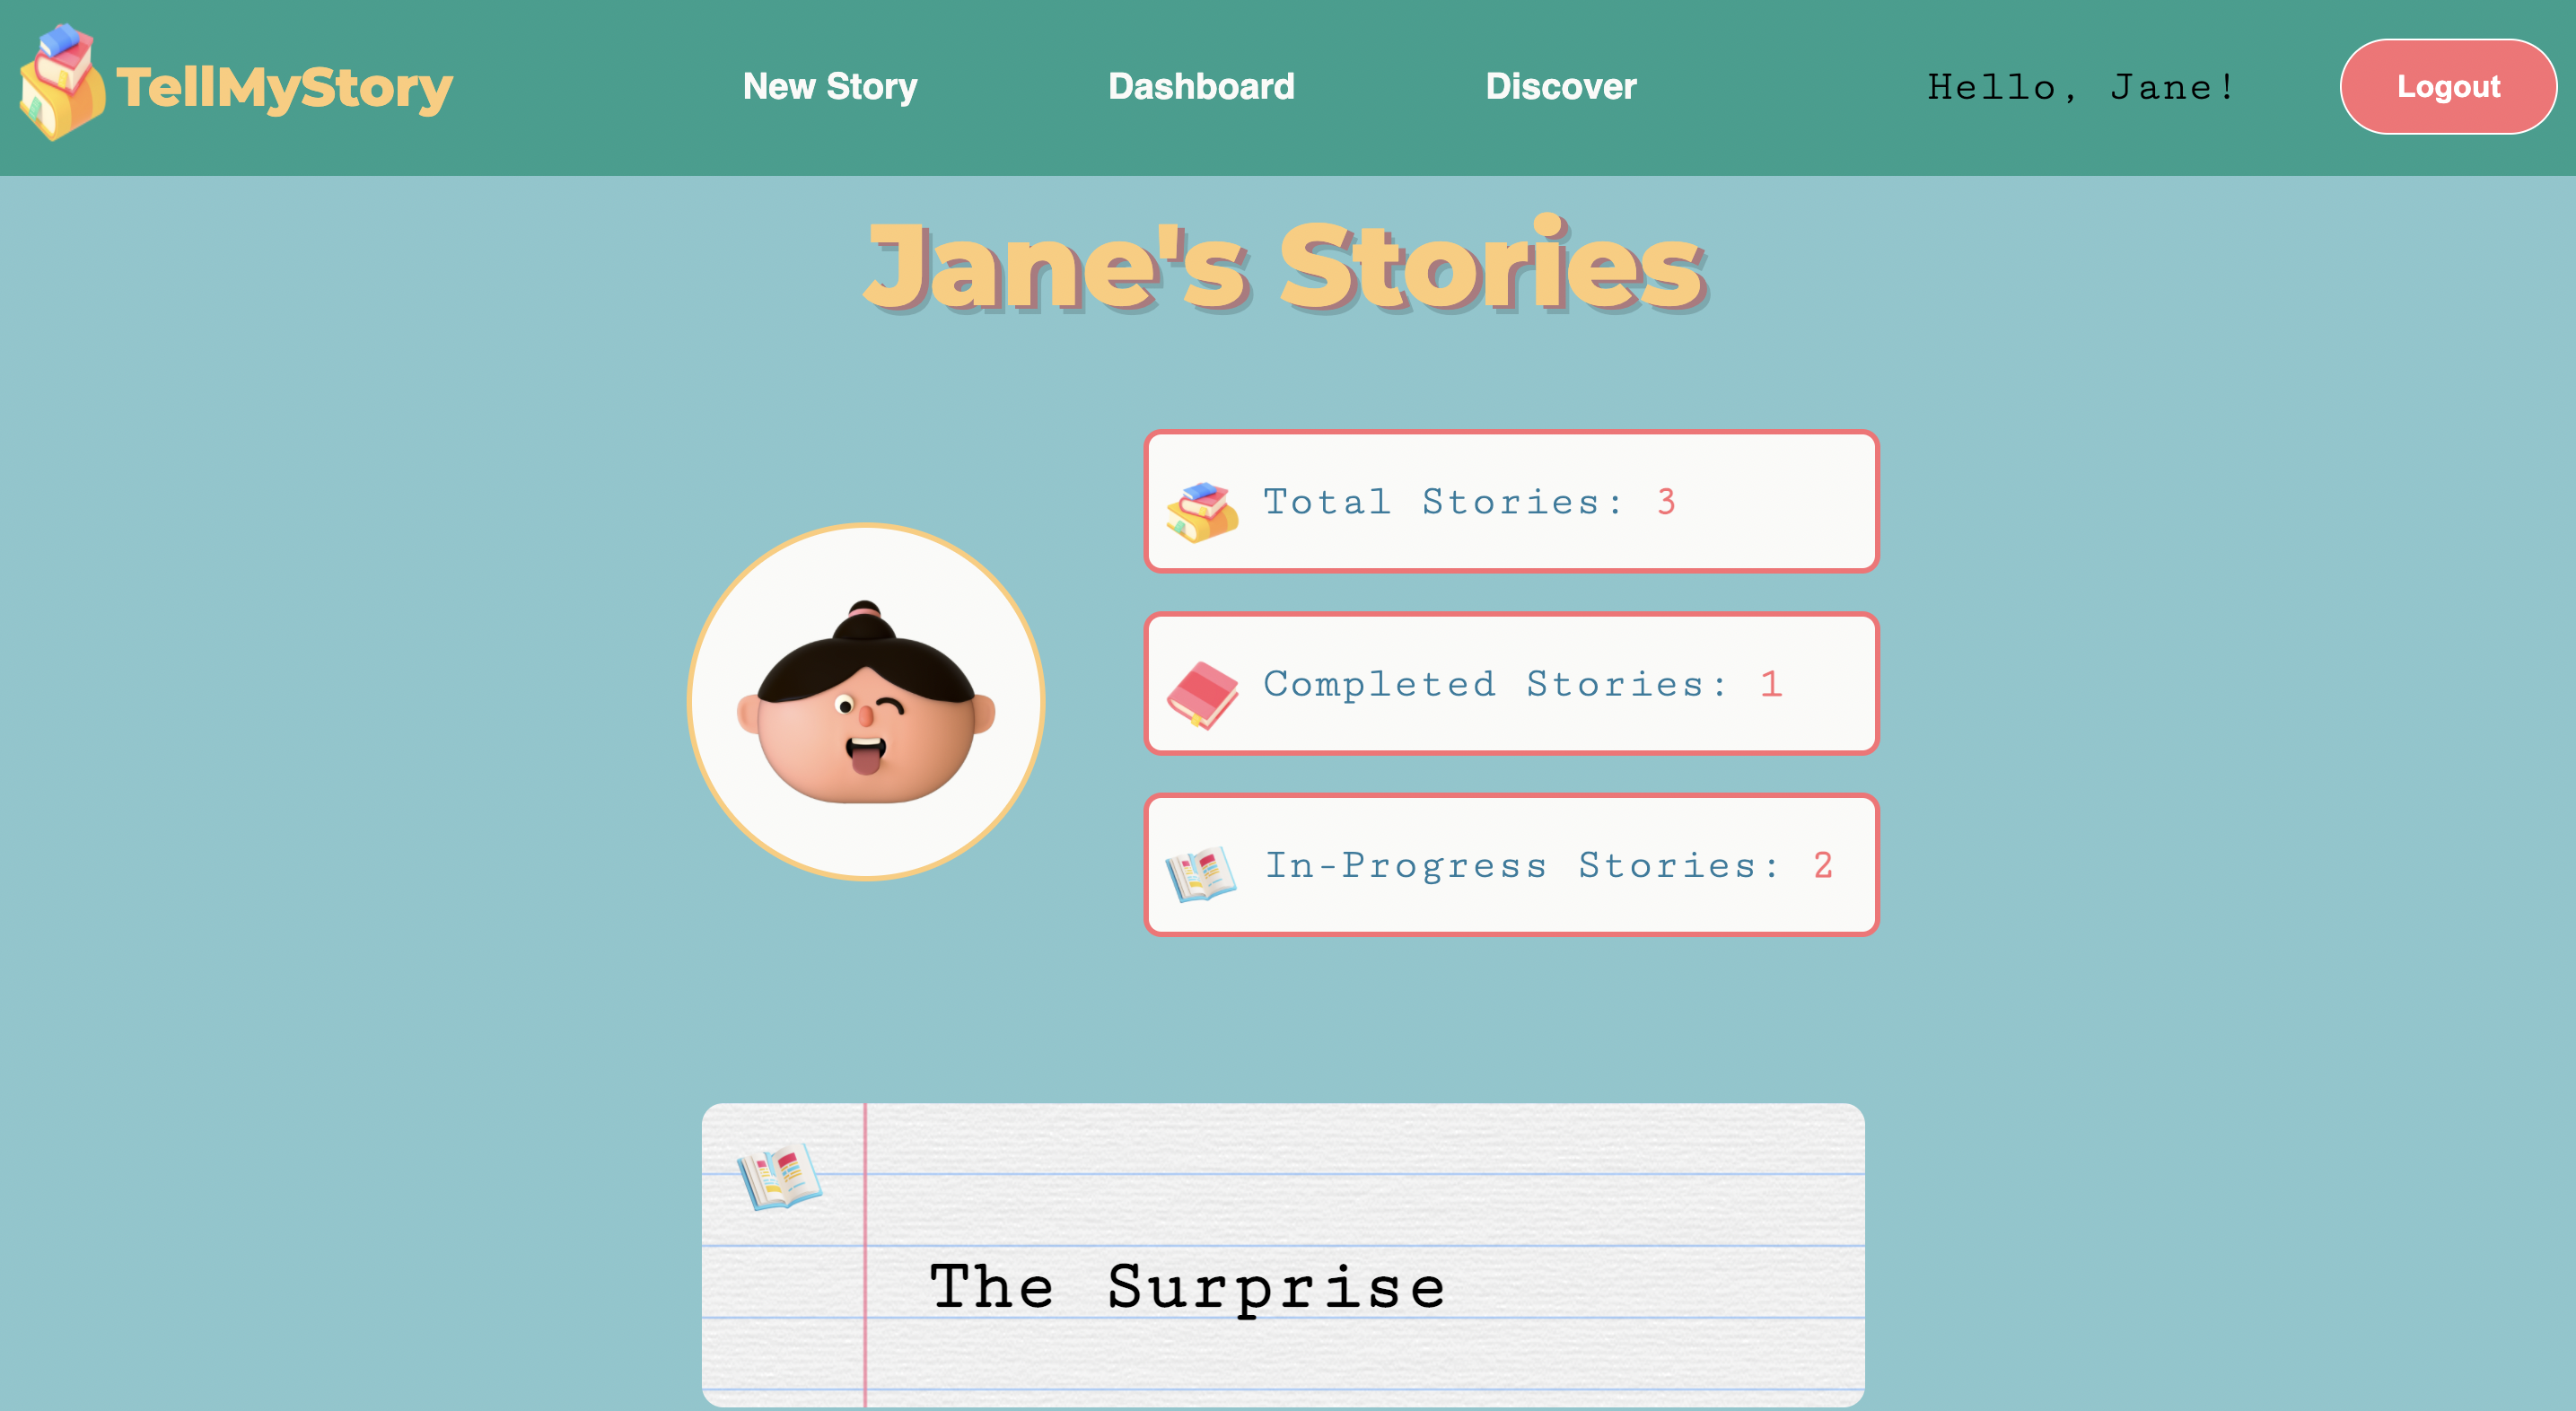 TellMyStory
New Story
Dashboard
Discover
Hello, Jane!
Logout
Jane's Stories
Total Stories: 3
Completed Stories: 1
In-Progress Stories: 2
The Surprise